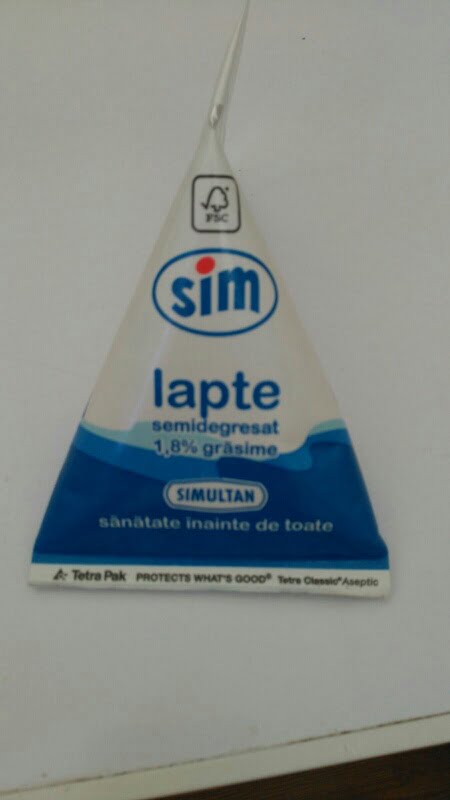 FSC
sim
lapte
semidegresat
1,8% grăsime
SIMULTAN
sănătate înainte de toate
Tetra Pak PROTECTS WHAT'S GOOD® Tetra Classic® Aseptic